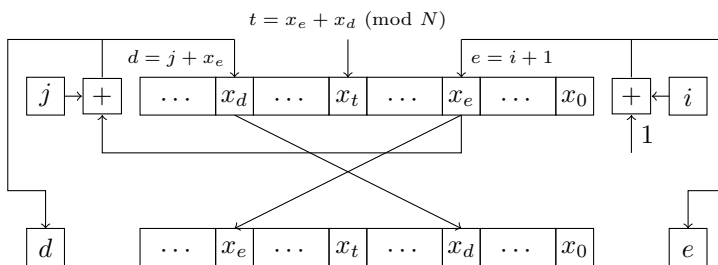 t = x_e + x_d (mod N)
d = j + x_e e = i + 1
j + ... x_d ... x_t ... x_e ... x_0 + i
1
d ... x_e ... x_t ... x_d ... x_0 e